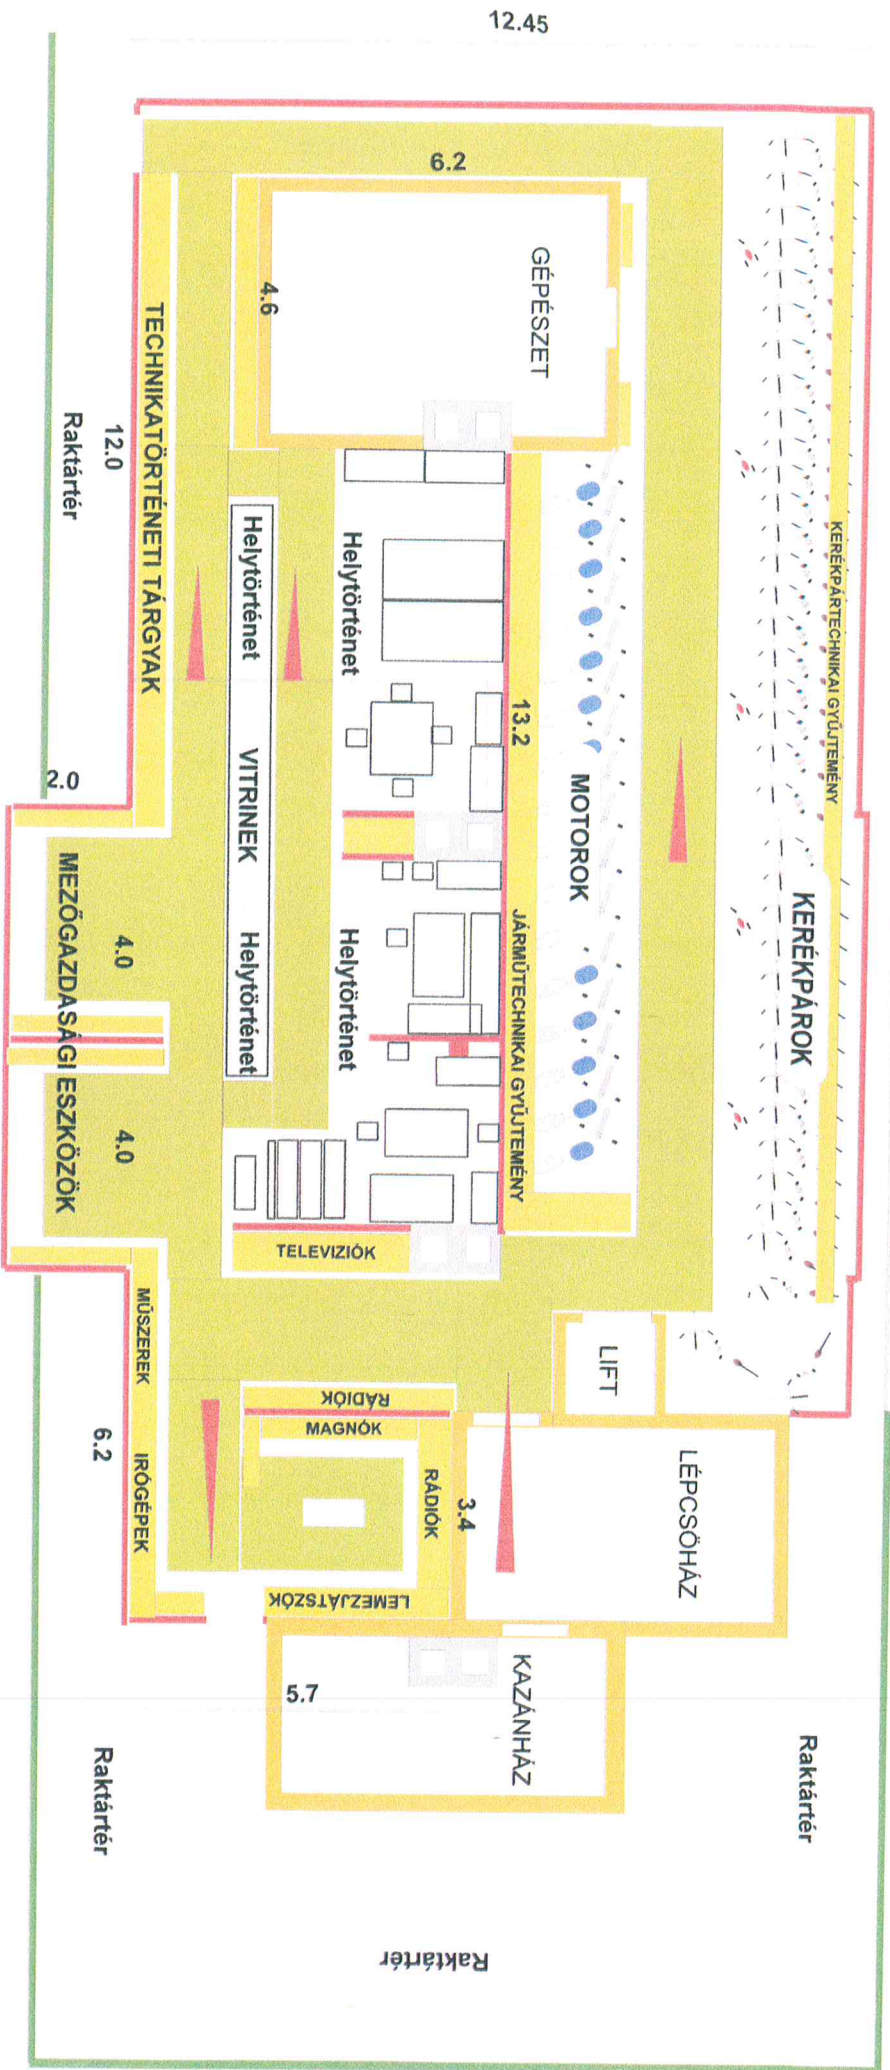 12.45
6.2
GÉPÉSZET
4.6
KERÉKPÁRTECHNIKAI GYŰJTEMÉNY
KERÉKPÁROK
MOTOROK
13.2
JÁRMŰTECHNIKAI GYŰJTEMÉNY
Helytörténet
Helytörténet
Helytörténet
VITRINEK
Helytörténet
TECHNIKATÖRTÉNETI TÁRGYAK
12.0
Raktártér
2.0
4.0
MEZŐGAZDASÁGI ESZKÖZÖK
4.0
TELEVIZIÓK
LIFT
LÉPCSŐHÁZ
3.4
RÁDIÓK
MAGNÓK
RÁDIÓK
LEMEZJÁTSZÓK
MŰSZEREK
IRÓGÉPEK
6.2
KAZÁNHÁZ
5.7
Raktártér
Raktártér
Raktártér